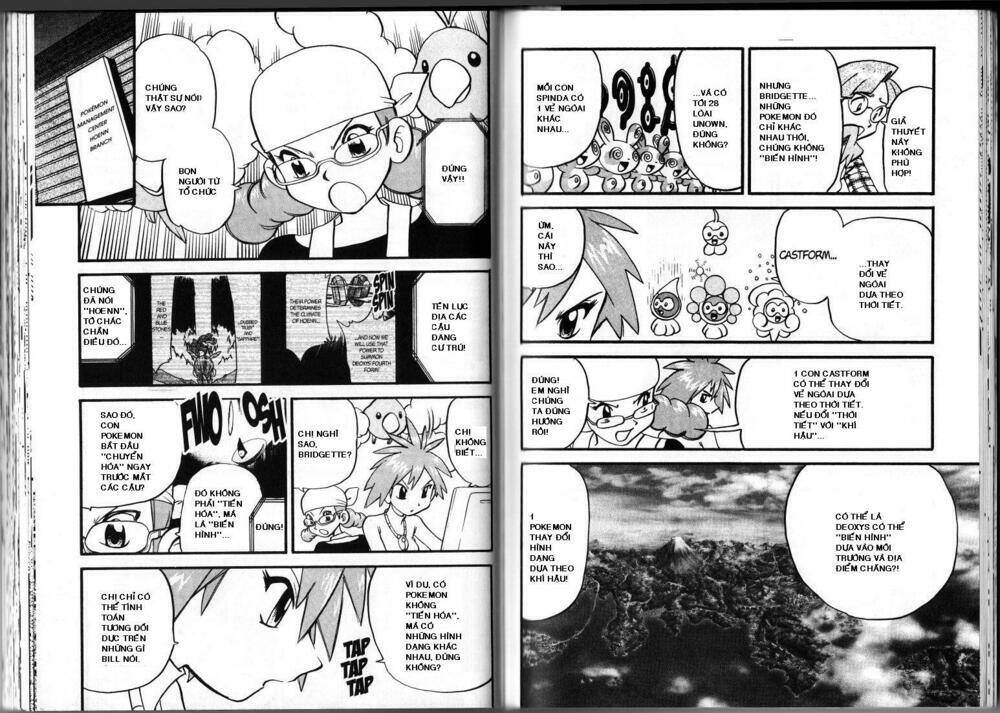 POKÉMON
MANAGEMENT
CENTER
HOENN
BRANCH
CHÚNG
THẬT SỰ NÓI
VẬY SAO?
BỌN
NGƯỜI TỪ
TỔ CHỨC
ĐÚNG
VẬY!!
CHÚNG
ĐÃ NÓI
"HOENN",
TỚ CHẮC
CHẮN
ĐIỀU ĐÓ...
THE
RED
AND
BLUE
STONES
...DUBBED
"RUBY" AND
"SAPPHIRE"
THEIR POWER
DETERMINES
THE CLIMATE
OF HOENN...
...AND NOW WE
WILL USE THAT
POWER TO
SUMMON
DEOXYS FOURTH
FORM!
SPIN
SPIN
TÊN LỤC
ĐỊA CÁC
CẬU
ĐANG
CƯ TRÚ!
SAO ĐÓ,
CON
POKEMON
BẮT ĐẦU
"CHUYỂN
HÓA" NGAY
TRƯỚC MẮT
CÁC CẬU?
FWOOOSH
ĐÓ KHÔNG
PHẢI "TIẾN
HÓA", MÀ
LÀ "BIẾN
HÌNH"...
ĐÚNG!
CHỊ NGHĨ
SAO,
BRIDGETTE?
CHỊ
KHÔNG
BIẾT...
CHỊ CHỈ CÓ
THỂ TÍNH
TOÁN
TƯƠNG ĐỐI
DỰC TRÊN
NHỮNG GÌ
BILL NÓI.
TAP
TAP
TAP
VÍ DỤ, CÓ
POKEMON
KHÔNG
"TIẾN HÓA",
MÀ CÓ
NHỮNG HÌNH
DẠNG KHÁC
NHAU, ĐÚNG
KHÔNG?
MỖI CON
SPINDA CÓ
1 VẺ NGOÀI
KHÁC
NHAU...
...VÀ CÓ
TỚI 28
LOÀI
UNOWN,
ĐÚNG
KHÔNG?
NHƯNG
BRIDGETTE...
NHỮNG
POKEMON ĐÓ
CHỈ KHÁC
NHAU THÔI,
CHÚNG KHÔNG
"BIẾN HÌNH"!
GIẢ
THUYẾT
NÀY
KHÔNG
PHÙ
HỢP!
ỪM,
CÁI
NÀY
THÌ
SAO...
CASTFORM...
...THAY
ĐỔI VẺ
NGOÀI
DỰA THEO
THỜI TIẾT.
ĐÚNG!
EM NGHĨ
CHÚNG
TA ĐÚNG
HƯỚNG
RỒI!
1 CON CASTFORM
CÓ THỂ THAY ĐỔI
VẺ NGOÀI DỰA
THEO THỜI TIẾT.
NẾU ĐỔI "THỜI
TIẾT" VỚI "KHÍ
HẬU"...
1
POKEMON
THAY ĐỔI
HÌNH
DẠNG
DỰA THEO
KHÍ HẬU!
CÓ THỂ LÀ
DEOXYS CÓ THỂ
"BIẾN HÌNH"
DỰA VÀO MÔI
TRƯỜNG VÀ ĐỊA
ĐIỂM CHĂNG?!